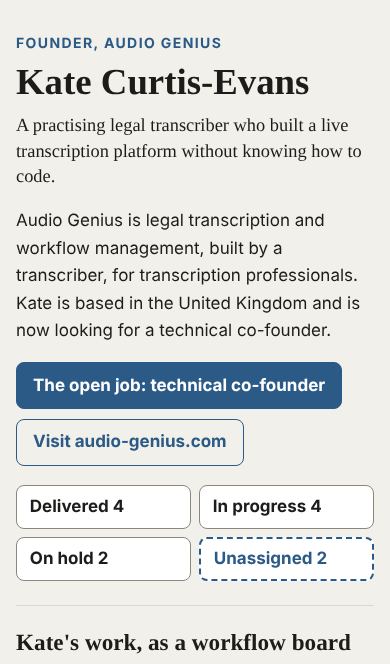 FOUNDER, AUDIO GENIUS
Kate Curtis-Evans
A practising legal transcriber who built a live
transcription platform without knowing how to
code.
Audio Genius is legal transcription and
workflow management, built by a
transcriber, for transcription professionals.
Kate is based in the United Kingdom and is
now looking for a technical co-founder.
The open job: technical co-founder
Visit audio-genius.com
Delivered 4
In progress 4
On hold 2
Unassigned 2
Kate's work, as a workflow board